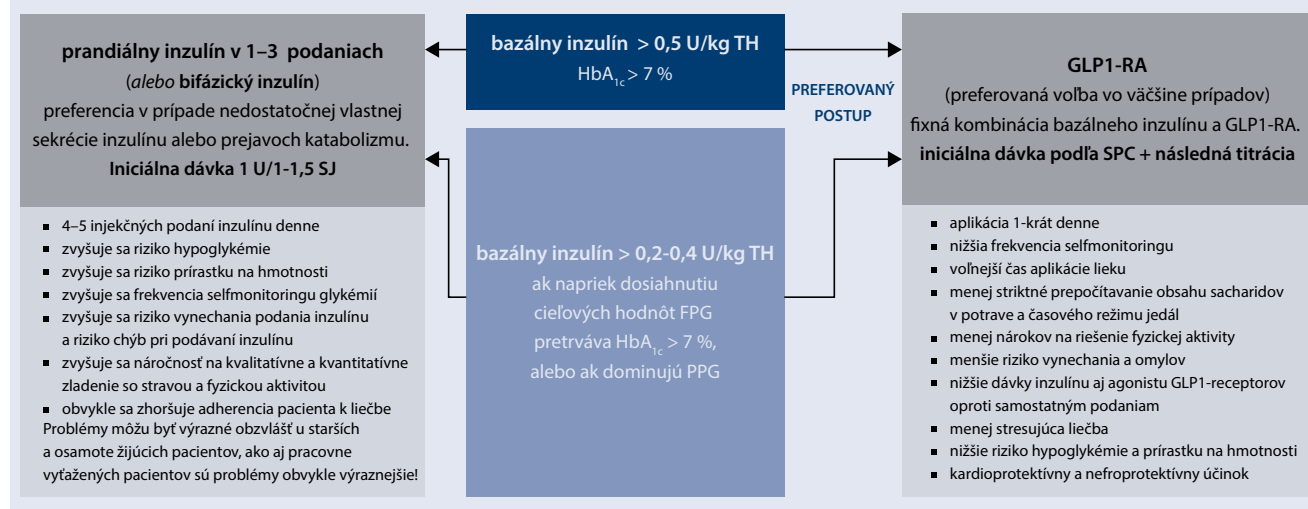 prandiálny inzulín v 1–3 podaniach
(alebo bifázický inzulín)
preferencia v prípade nedostatočnej vlastnej
sekrécie inzulínu alebo prejavoch katabolizmu.
Iniciálna dávka 1 U/1-1,5 SJ
4–5 injekčných podaní inzulínu denne
zvyšuje sa riziko hypoglykémie
zvyšuje sa riziko prírastku na hmotnosti
zvyšuje sa frekvencia selfmonitoringu glykémií
zvyšuje sa riziko vynechania podania inzulínu
a riziko chýb pri podávaní inzulínu
zvyšuje sa náročnosť na kvalitatívne a kvantitatívne
zladenie so stravou a fyzickou aktivitou
obvykle sa zhoršuje adherencia pacienta k liečbe
Problémy môžu byť výrazné obzvlášť u starších
a osamote žijúcich pacientov, ako aj pracovne
vyťažených pacientov sú problémy obvykle výraznejšie!
bazálny inzulín > 0,5 U/kg TH
HbA1c > 7 %
PREFEROVANÝ
POSTUP
bazálny inzulín > 0,2-0,4 U/kg TH
ak napriek dosiahnutiu
cieľových hodnôt FPG
pretrváva HbA1c > 7 %,
alebo ak dominujú PPG
GLP1-RA
(preferovaná voľba vo väčšine prípadov)
fixná kombinácia bazálneho inzulínu a GLP1-RA.
iniciálna dávka podľa SPC + následná titrácia
aplikácia 1-krát denne
nižšia frekvencia selfmonitoringu
voľnejší čas aplikácie lieku
menej striktné prepočítavanie obsahu sacharidov
v potrave a časového režimu jedál
menej nárokov na riešenie fyzickej aktivity
menšie riziko vynechania a omylov
nižšie dávky inzulínu aj agonistu GLP1-receptorov
oproti samostatným podaniam
menej stresujúca liečba
nižšie riziko hypoglykémie a prírastku na hmotnosti
kardioprotektívny a nefroprotektívny účinok